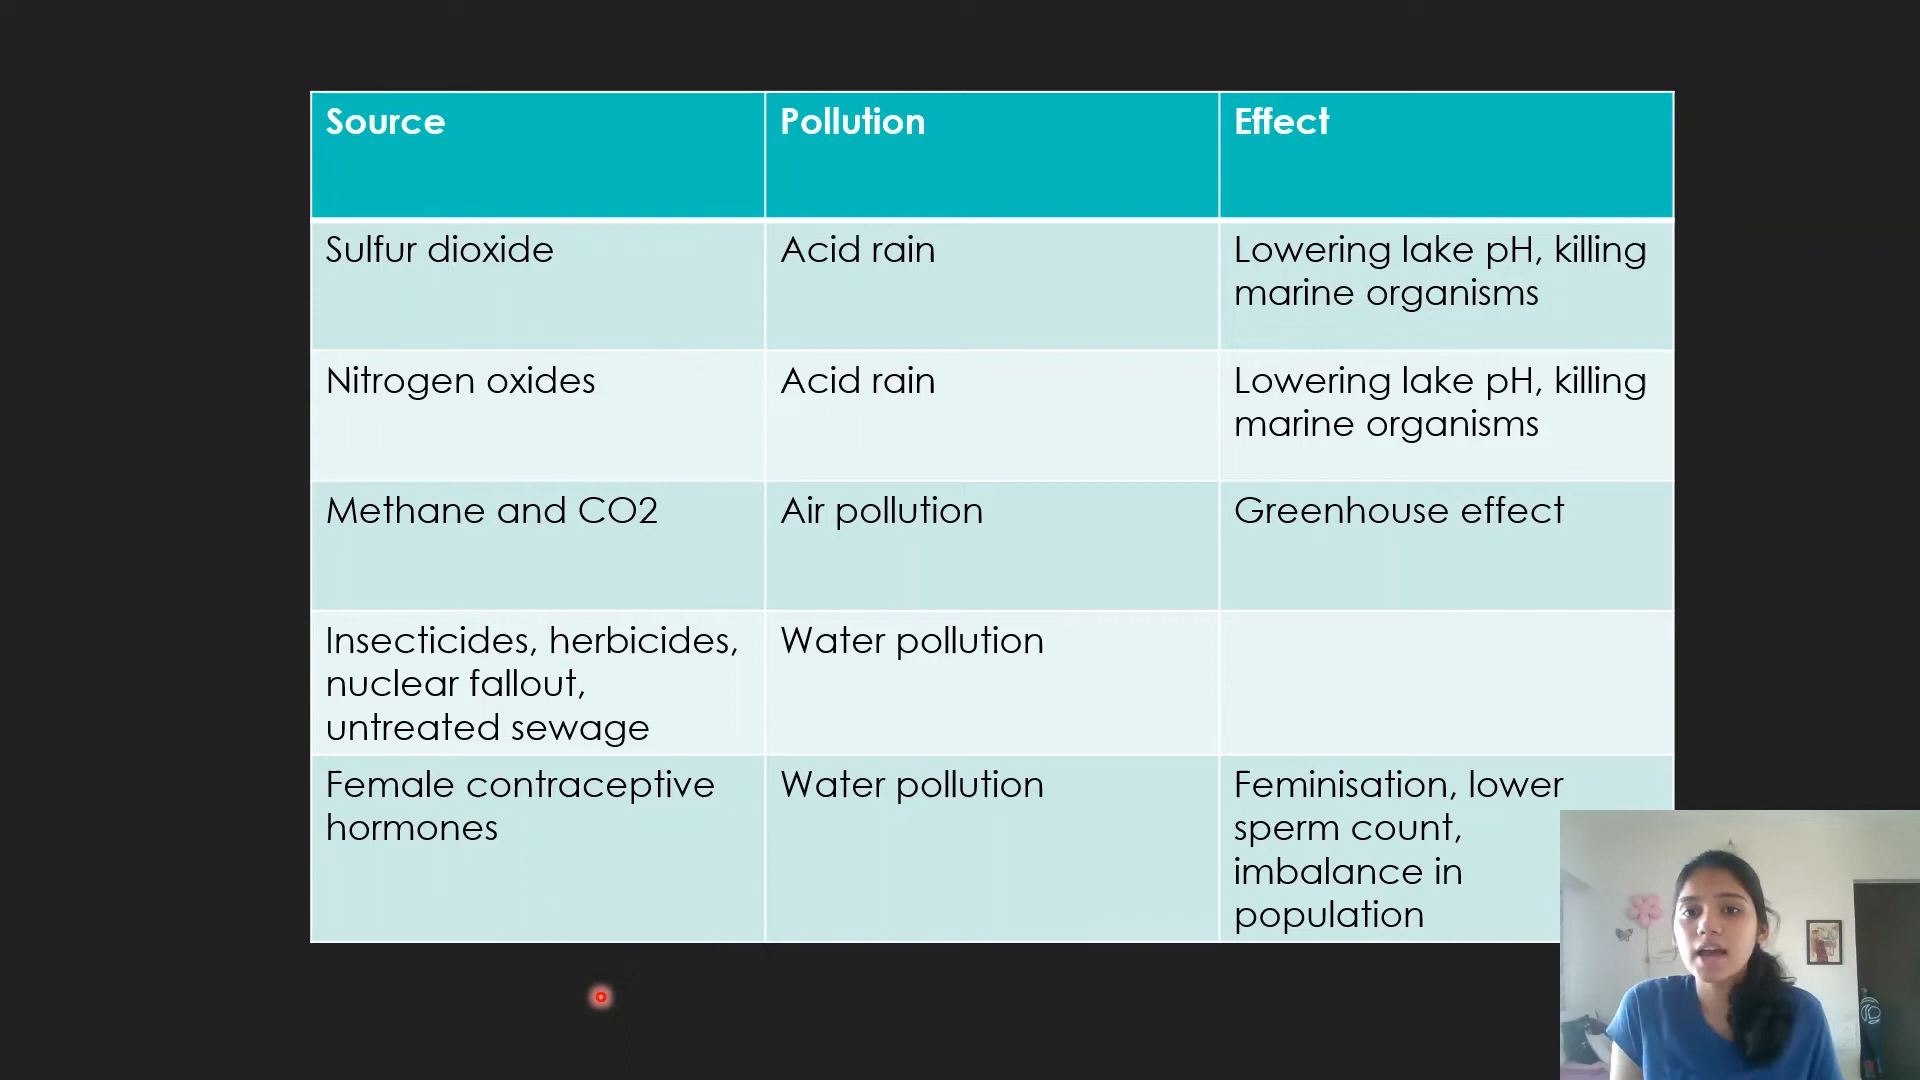 Source
Pollution
Effect
Sulfur dioxide
Acid rain
Lowering lake pH, killing
marine organisms
Nitrogen oxides
Acid rain
Lowering lake pH, killing
marine organisms
Methane and CO2
Air pollution
Greenhouse effect
Insecticides, herbicides,
nuclear fallout,
untreated sewage
Water pollution
Female contraceptive
hormones
Water pollution
Feminisation, lower
sperm count,
imbalance in
population